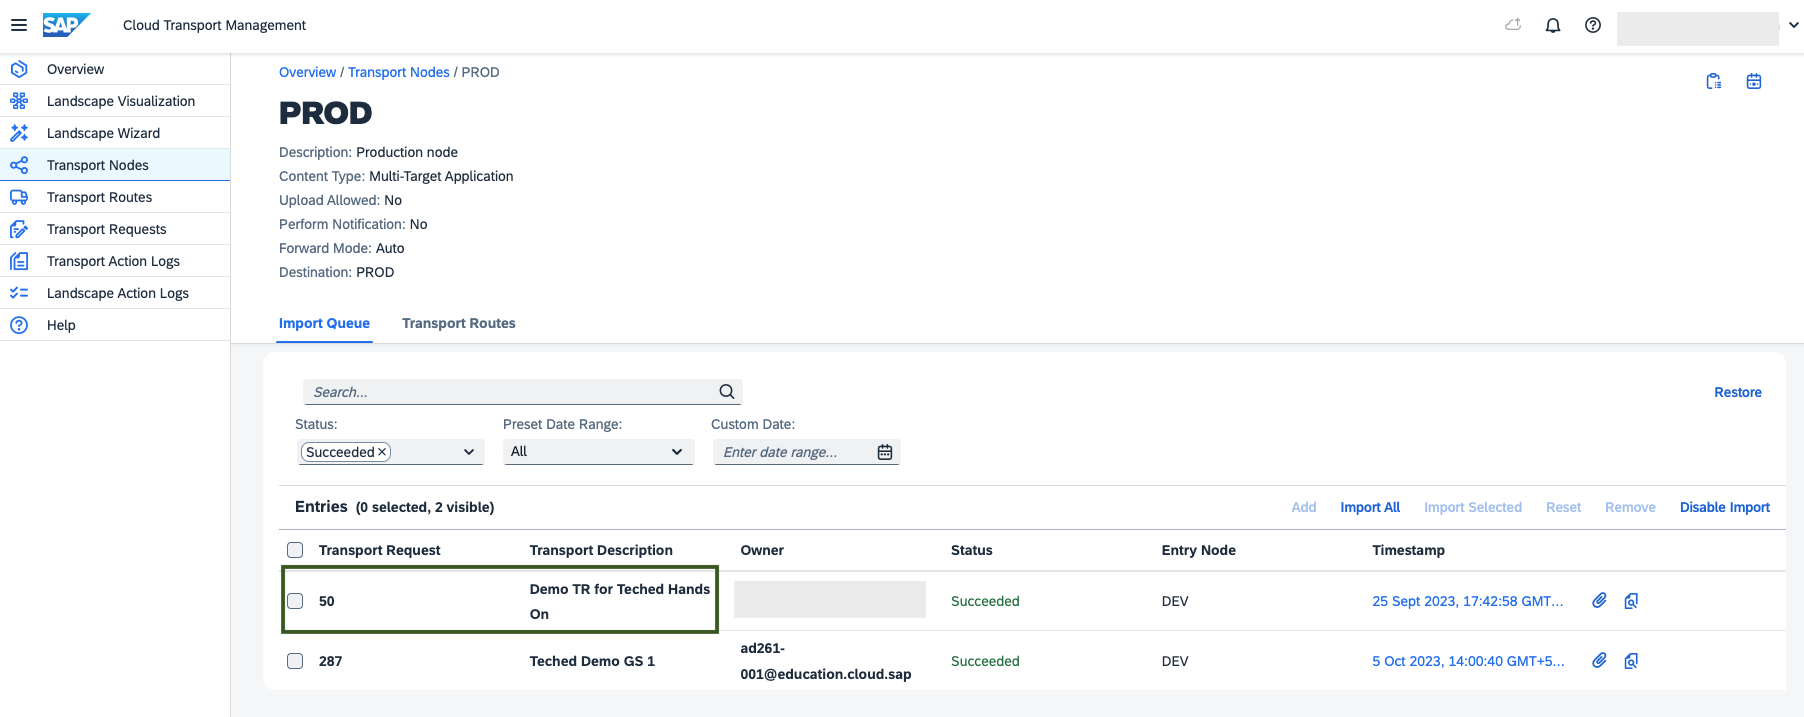 SAP Cloud Transport Management
Overview
Landscape Visualization
Landscape Wizard
Transport Nodes
Transport Routes
Transport Requests
Transport Action Logs
Landscape Action Logs
Help
Overview / Transport Nodes / PROD
PROD
Description: Production node
Content Type: Multi-Target Application
Upload Allowed: No
Perform Notification: No
Forward Mode: Auto
Destination: PROD
Import Queue Transport Routes
Search...
Restore
Status: Preset Date Range: Custom Date:
Succeeded All Enter date range...
Entries (0 selected, 2 visible) Add Import All Import Selected Reset Remove Disable Import
Transport Request Transport Description Owner Status Entry Node Timestamp
50 Demo TR for Teched Hands On Succeeded DEV 25 Sept 2023, 17:42:58 GMT...
287 Teched Demo GS 1 ad261-001@education.cloud.sap Succeeded DEV 5 Oct 2023, 14:00:40 GMT+5...